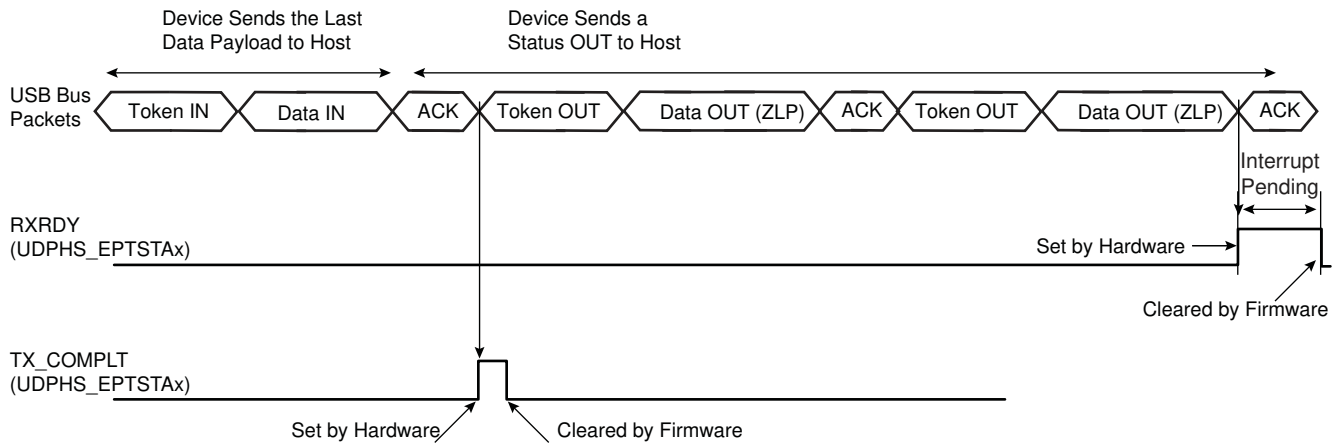 Device Sends the Last
Data Payload to Host
Device Sends a
Status OUT to Host
USB Bus
Packets
Token IN
Data IN
ACK
Token OUT
Data OUT (ZLP)
ACK
Token OUT
Data OUT (ZLP)
ACK
Interrupt
Pending
RXRDY
(UDPHS_EPTSTAx)
Set by Hardware
Cleared by Firmware
TX_COMPLT
(UDPHS_EPTSTAx)
Set by Hardware
Cleared by Firmware